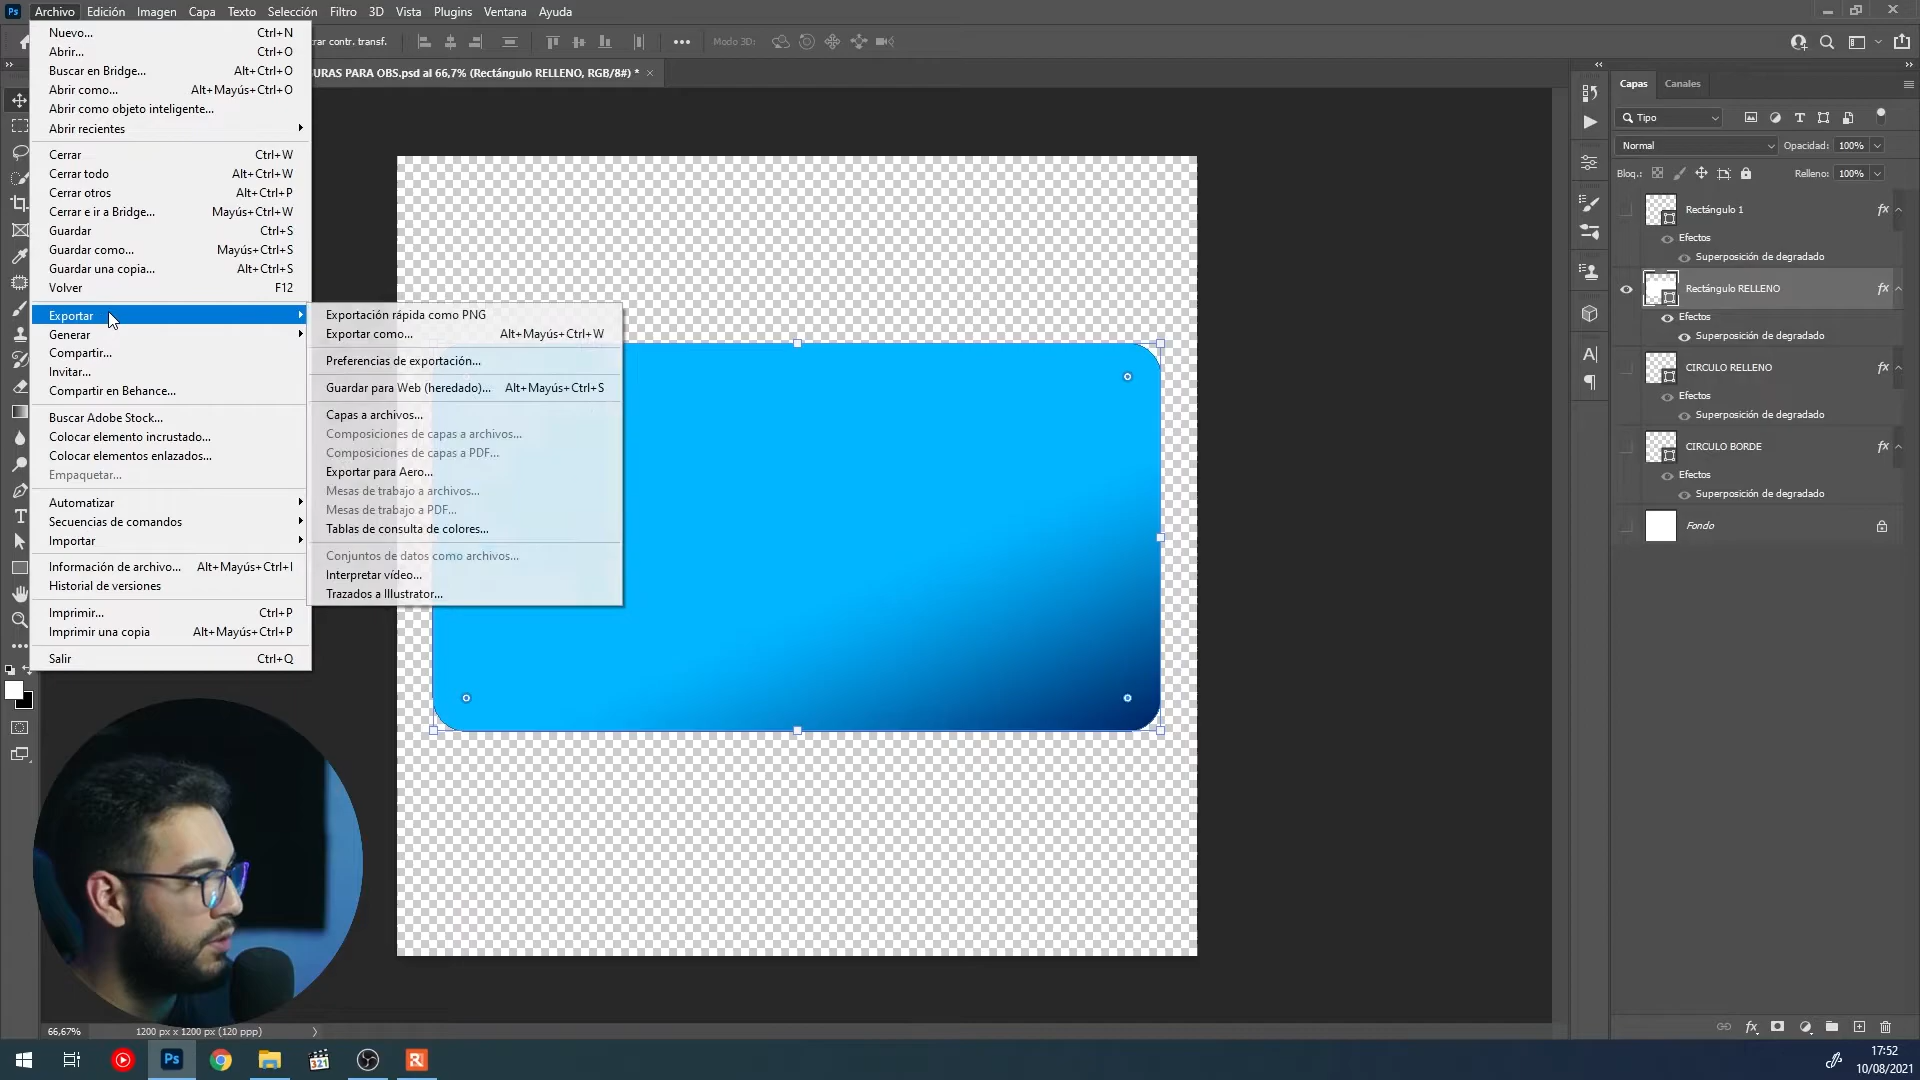 Ps Archivo Edición Imagen Capa Texto Selección Filtro 3D Vista Plugins Ventana Ayuda
Nuevo... Ctrl+N
Abrir... Ctrl+O
Buscar en Bridge... Alt+Ctrl+O
Abrir como... Alt+Mayús+Ctrl+O
Abrir como objeto inteligente...
Abrir recientes
Cerrar Ctrl+W
Cerrar todo Alt+Ctrl+W
Cerrar otros Alt+Ctrl+P
Cerrar e ir a Bridge... Mayús+Ctrl+W
Guardar Ctrl+S
Guardar como... Mayús+Ctrl+S
Guardar una copia... Alt+Ctrl+S
Volver F12
Exportar
Generar
Compartir...
Invitar...
Compartir en Behance...
Buscar Adobe Stock...
Colocar elemento incrustado...
Colocar elementos enlazados...
Empaquetar...
Automatizar
Secuencias de comandos
Importar
Información de archivo... Alt+Mayús+Ctrl+I
Historial de versiones
Imprimir... Ctrl+P
Imprimir una copia Alt+Mayús+Ctrl+P
Salir Ctrl+Q
contr. transf.
Modo 3D:
URAS PARA OBS.psd al 66,7% (Rectángulo RELLENO, RGB/8#) *
Exportación rápida como PNG
Exportar como... Alt+Mayús+Ctrl+W
Preferencias de exportación...
Guardar para Web (heredado)... Alt+Mayús+Ctrl+S
Capas a archivos...
Composiciones de capas a archivos...
Composiciones de capas a PDF...
Exportar para Aero...
Mesas de trabajo a archivos...
Mesas de trabajo a PDF...
Tablas de consulta de colores...
Conjuntos de datos como archivos...
Interpretar vídeo...
Trazados a Illustrator...
Capas Canales
Tipo
Normal Opacidad: 100%
Bloq.: Relleno: 100%
Rectángulo 1 fx
Efectos
Superposición de degradado
Rectángulo RELLENO fx
Efectos
Superposición de degradado
CIRCULO RELLENO fx
Efectos
Superposición de degradado
CIRCULO BORDE fx
Efectos
Superposición de degradado
Fondo
fx
66,67% 1200 px x 1200 px (120 ppp)
Ps
321
17:52
10/08/2021